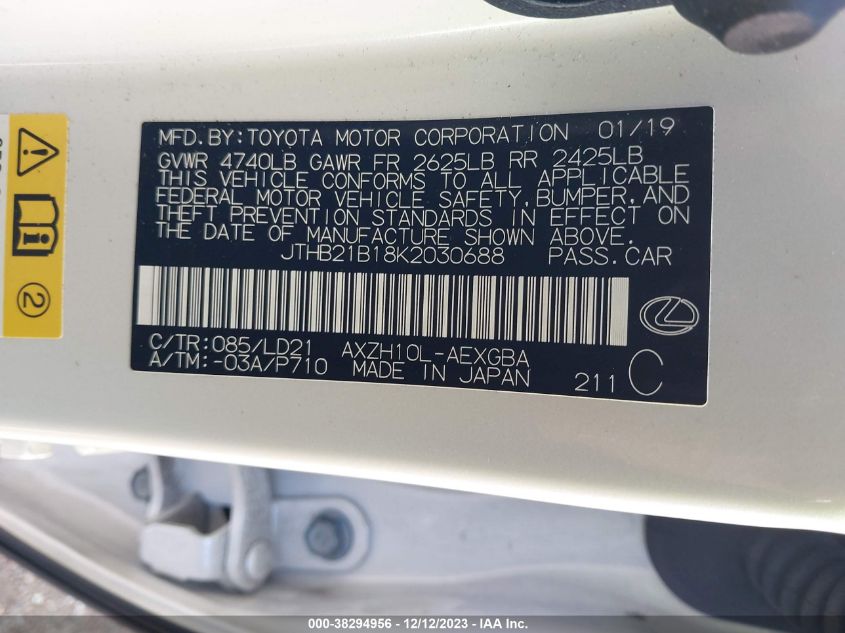 MFD.BY:TOYOTA MOTOR CORPORATION 01/19
GVWR 4740LB GAWR FR 2625LB RR 2425LB
THIS VEHICLE CONFORMS TO ALL APPLICABLE
FEDERAL MOTOR VEHICLE SAFETY,BUMPER,AND
THEFT PREVENTION STANDARDS IN EFFECT ON
THE DATE OF MANUFACTURE SHOWN ABOVE.
JTHB21B18K2030688 PASS.CAR
C/TR:085/LD21 AXZH10L-AEXGBA
A/TM:-03A/P710 MADE IN JAPAN 211 C
2
000-38294956 - 12/12/2023 - IAA Inc.